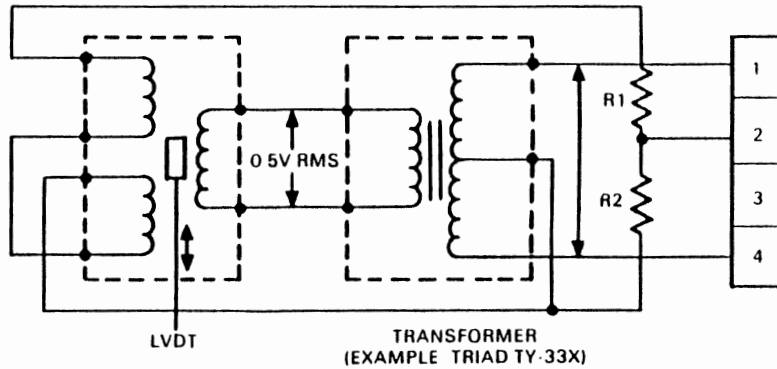 1
R1
2
0 5V RMS
R2
3
4
LVDT
TRANSFORMER
(EXAMPLE TRIAD TY-33X)